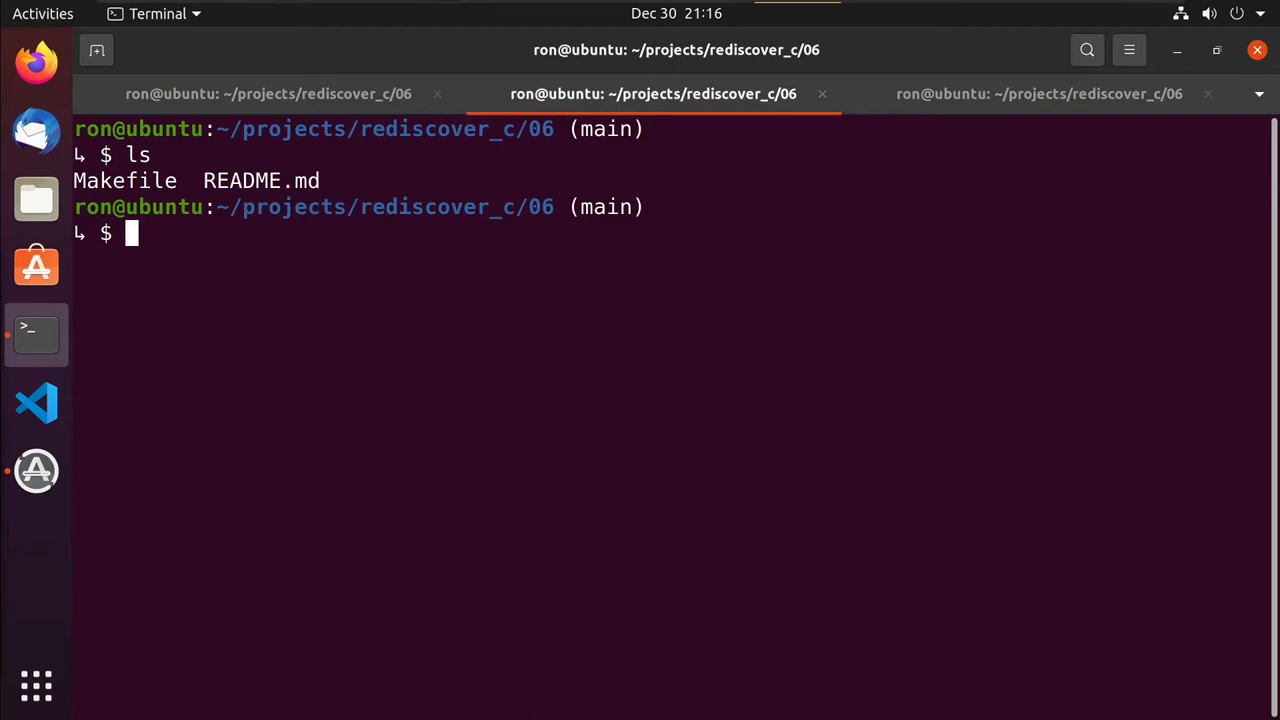 Activities Terminal Dec 30 21:16
ron@ubuntu: ~/projects/rediscover_c/06
ron@ubuntu: ~/projects/rediscover_c/06 ron@ubuntu: ~/projects/rediscover_c/06 ron@ubuntu: ~/projects/rediscover_c/06
ron@ubuntu:~/projects/rediscover_c/06 (main)
↳ $ ls
Makefile  README.md
ron@ubuntu:~/projects/rediscover_c/06 (main)
↳ $